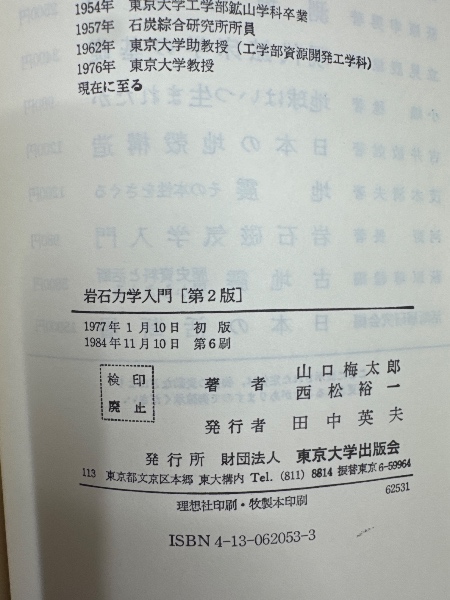 1954年 東京大学工学部鉱山学科卒業
1957年 石炭綜合研究所所員
1962年 東京大学助教授（工学部資源開発工学科）
1976年 東京大学教授
現在に至る
岩石力学入門［第2版］
1977年 1月10日 初版
1984年11月10日 第6刷
検印廃止
著者 山口梅太郎
西松裕一
発行者 田中英夫
発行所 財団法人 東京大学出版会
113 東京都文京区本郷 東大構内 Tel. (811) 8814 振替東京6-59964
理想社印刷・牧製本印刷
62531
ISBN 4-13-062053-3